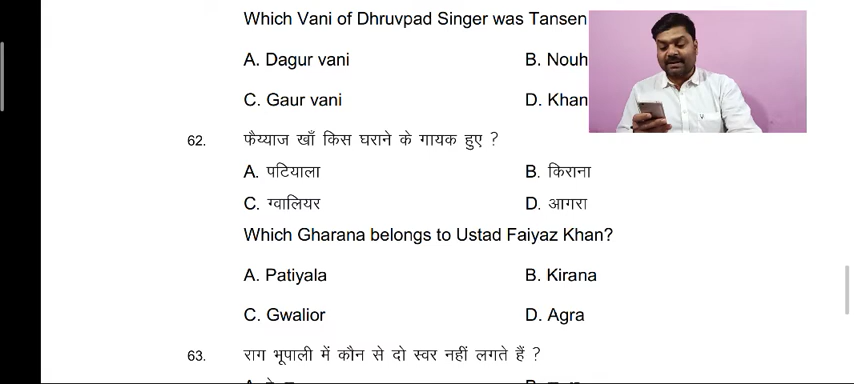 Which Vani of Dhruvpad Singer was Tansen
A. Dagur vani B. Nouh
C. Gaur vani D. Khan
62. फैय्याज खाँ किस घराने के गायक हुए ?
A. पटियाला B. किराना
C. ग्वालियर D. आगरा
Which Gharana belongs to Ustad Faiyaz Khan?
A. Patiyala B. Kirana
C. Gwalior D. Agra
63. राग भूपाली में कौन से दो स्वर नहीं लगते हैं ?